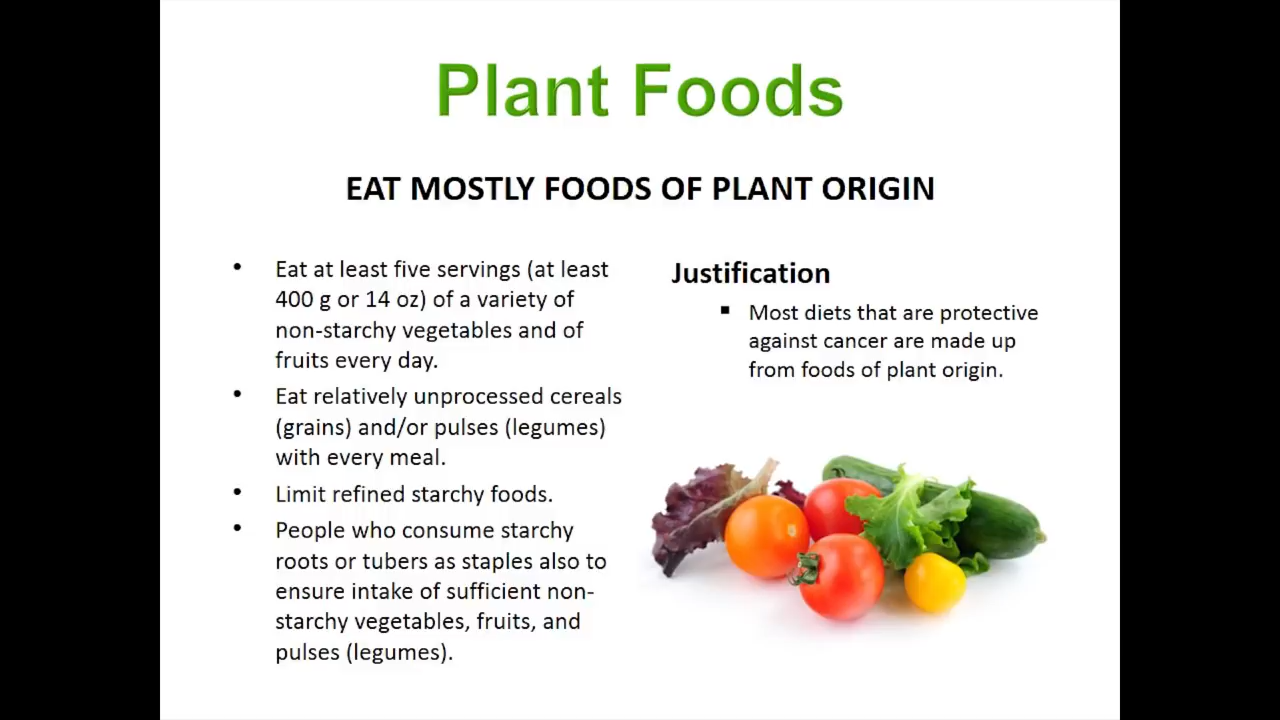 Plant Foods
EAT MOSTLY FOODS OF PLANT ORIGIN
• Eat at least five servings (at least
400 g or 14 oz) of a variety of
non-starchy vegetables and of
fruits every day.
• Eat relatively unprocessed cereals
(grains) and/or pulses (legumes)
with every meal.
• Limit refined starchy foods.
• People who consume starchy
roots or tubers as staples also to
ensure intake of sufficient non-
starchy vegetables, fruits, and
pulses (legumes).
Justification
▪ Most diets that are protective
against cancer are made up
from foods of plant origin.